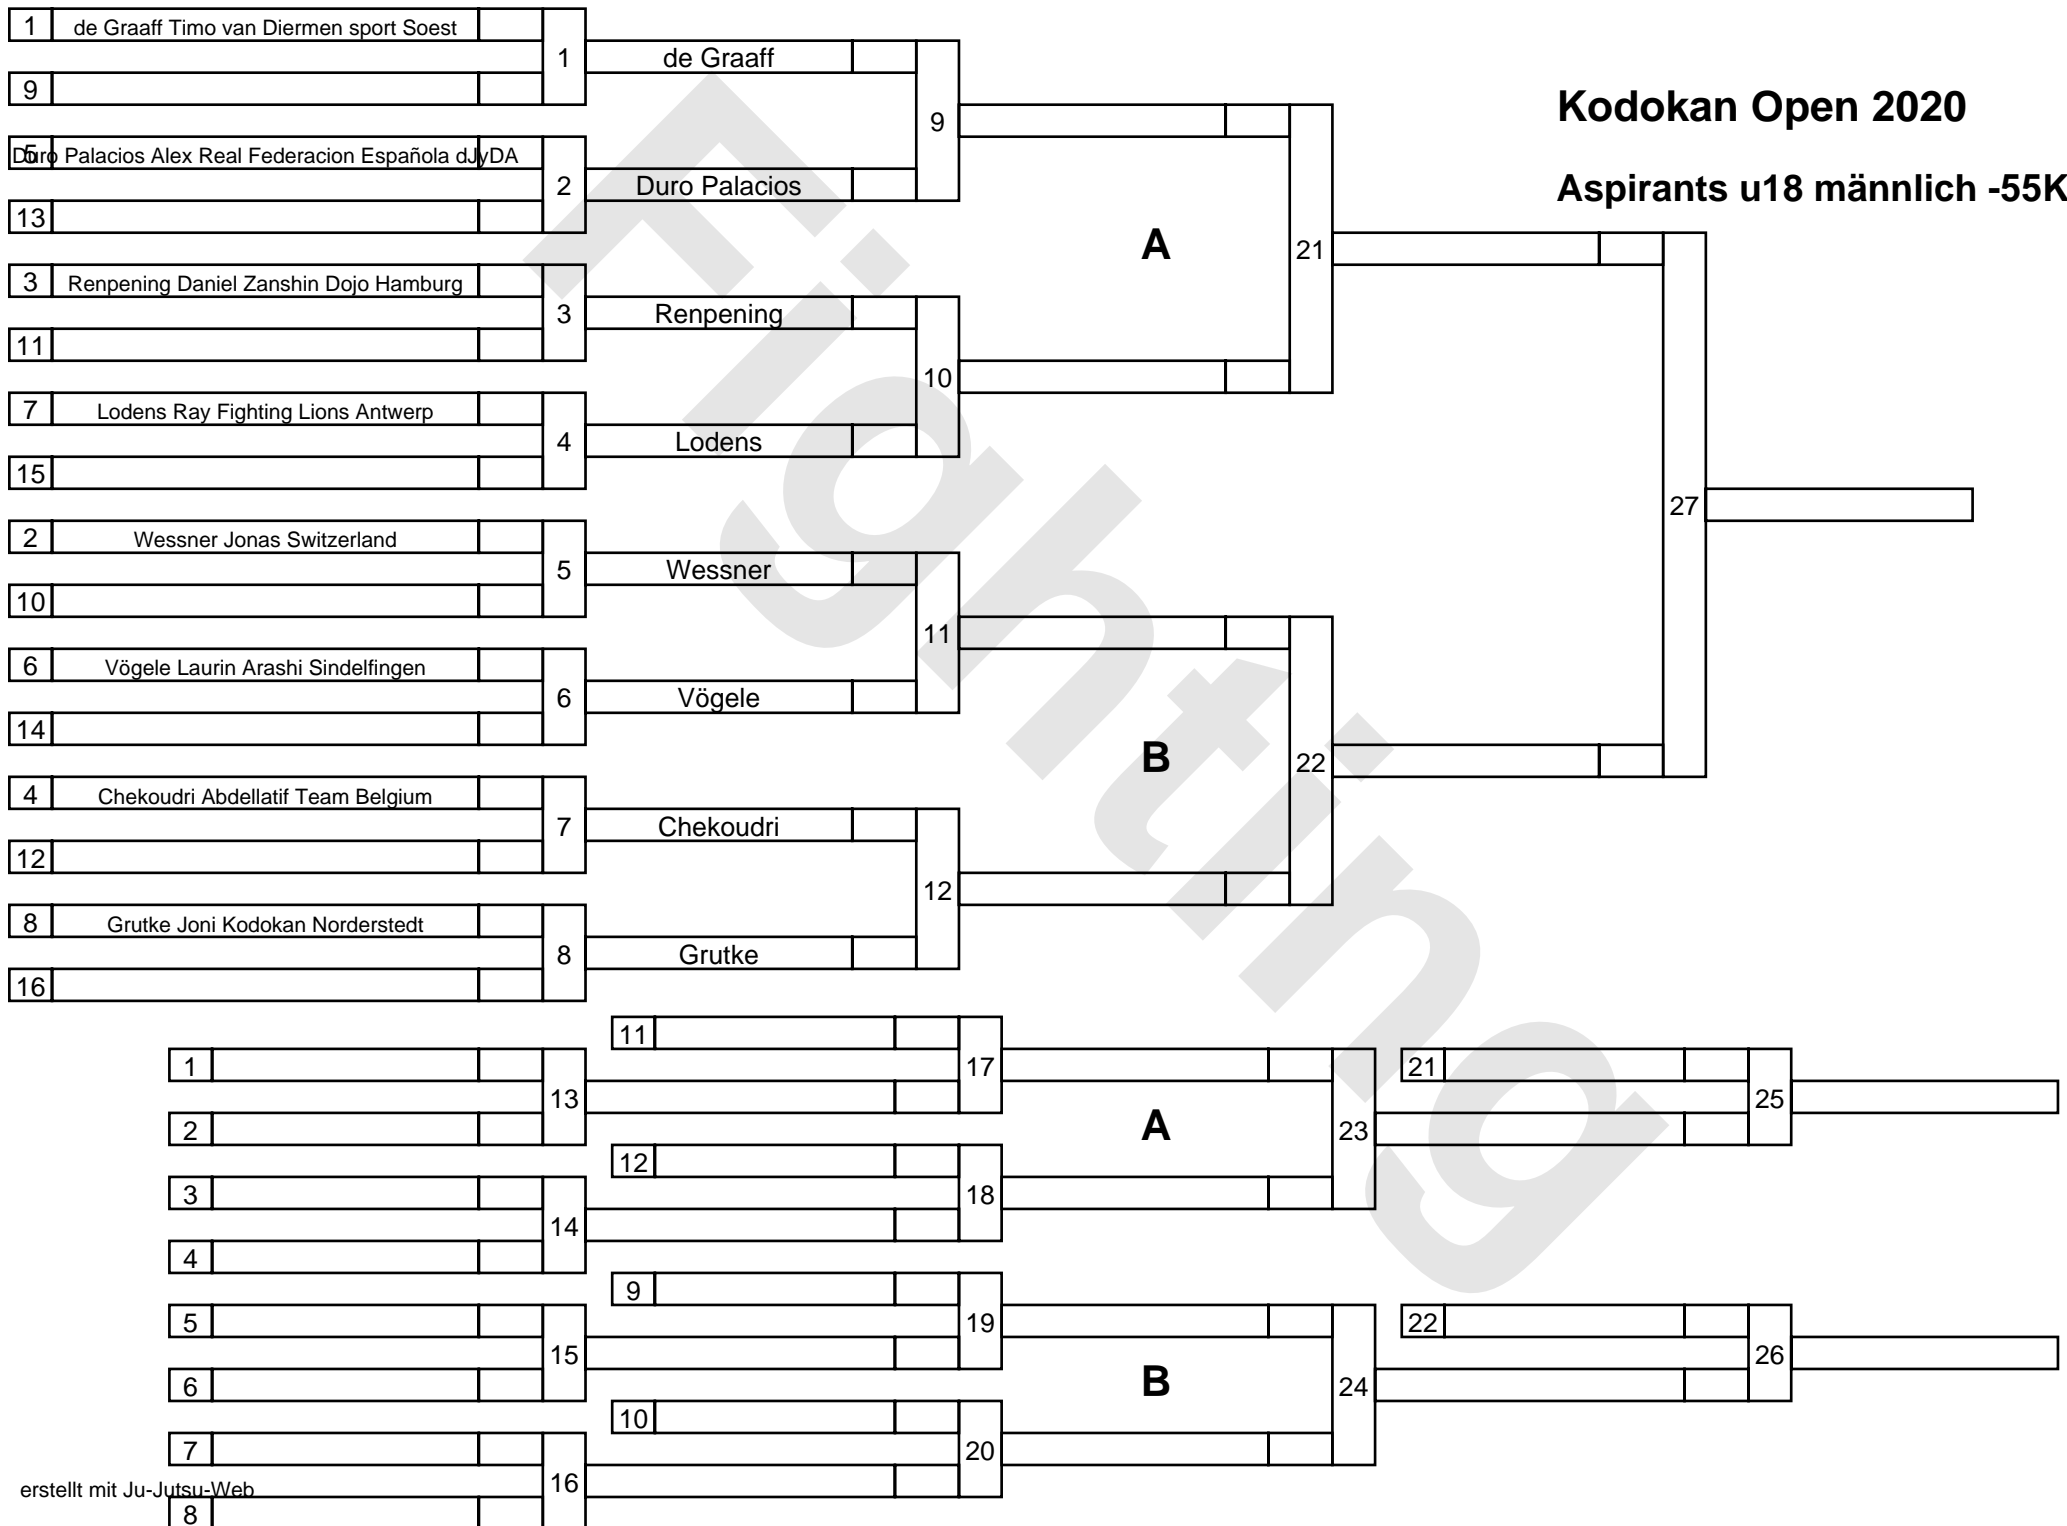 Kodokan Open 2020
Aspirants u18 männlich -55K
1 de Graaff Timo van Diermen sport Soest
9
1
5 Duro Palacios Alex Real Federacion Española dJyDA
13
2
3 Renpening Daniel Zanshin Dojo Hamburg
11
3
7 Lodens Ray Fighting Lions Antwerp
15
4
2 Wessner Jonas Switzerland
10
5
6 Vögele Laurin Arashi Sindelfingen
14
6
4 Chekoudri Abdellatif Team Belgium
12
7
8 Grutke Joni Kodokan Norderstedt
16
8
de Graaff
Duro Palacios
9
Renpening
Lodens
10
Wessner
Vögele
11
Chekoudri
Grutke
12
A
21
B
22
27
Fighting
1
2
13
3
4
14
5
6
15
7
8
16
11
17
12
18
9
19
10
20
A
23
B
24
21
25
22
26
erstellt mit Ju-Jutsu-Web